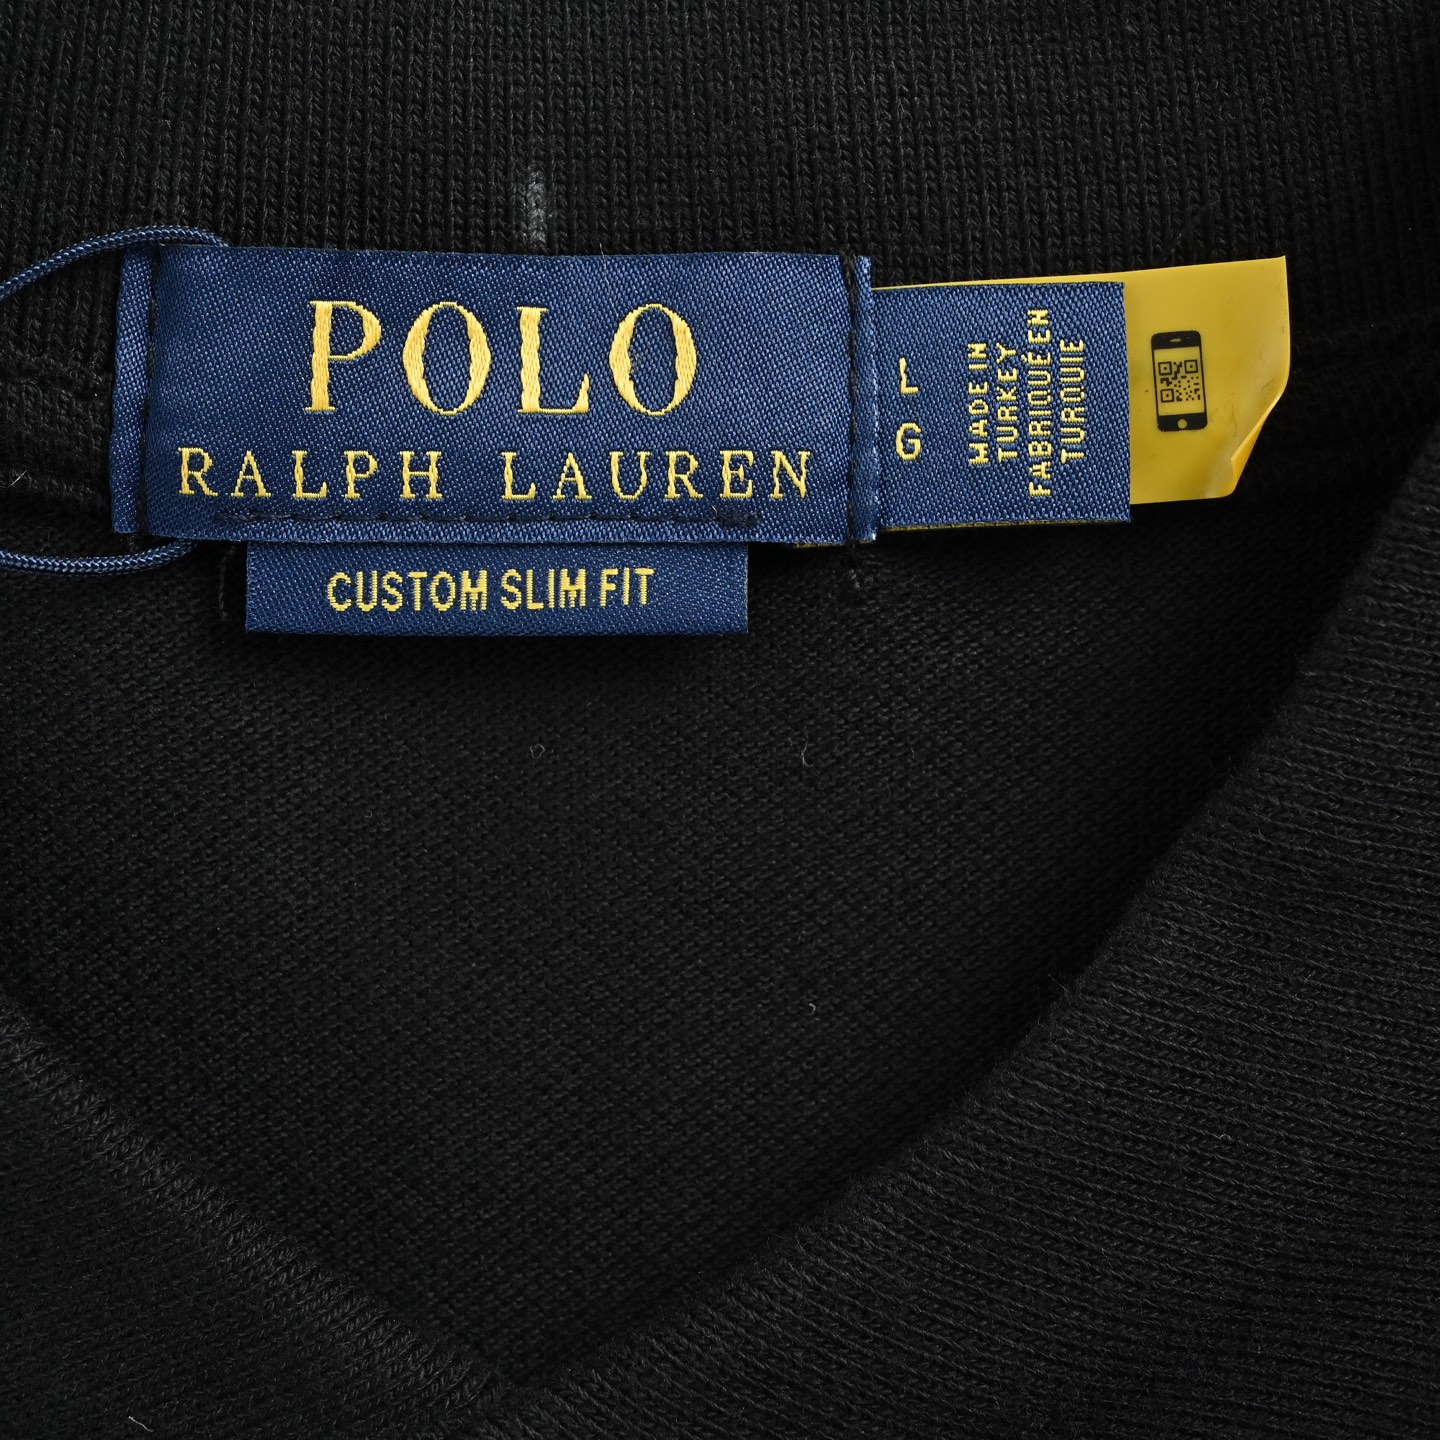 POLO
RALPH LAUREN
CUSTOM SLIM FIT
L
G
MADE IN
TURKEY
FABRIQUÉ EN
TURQUIE